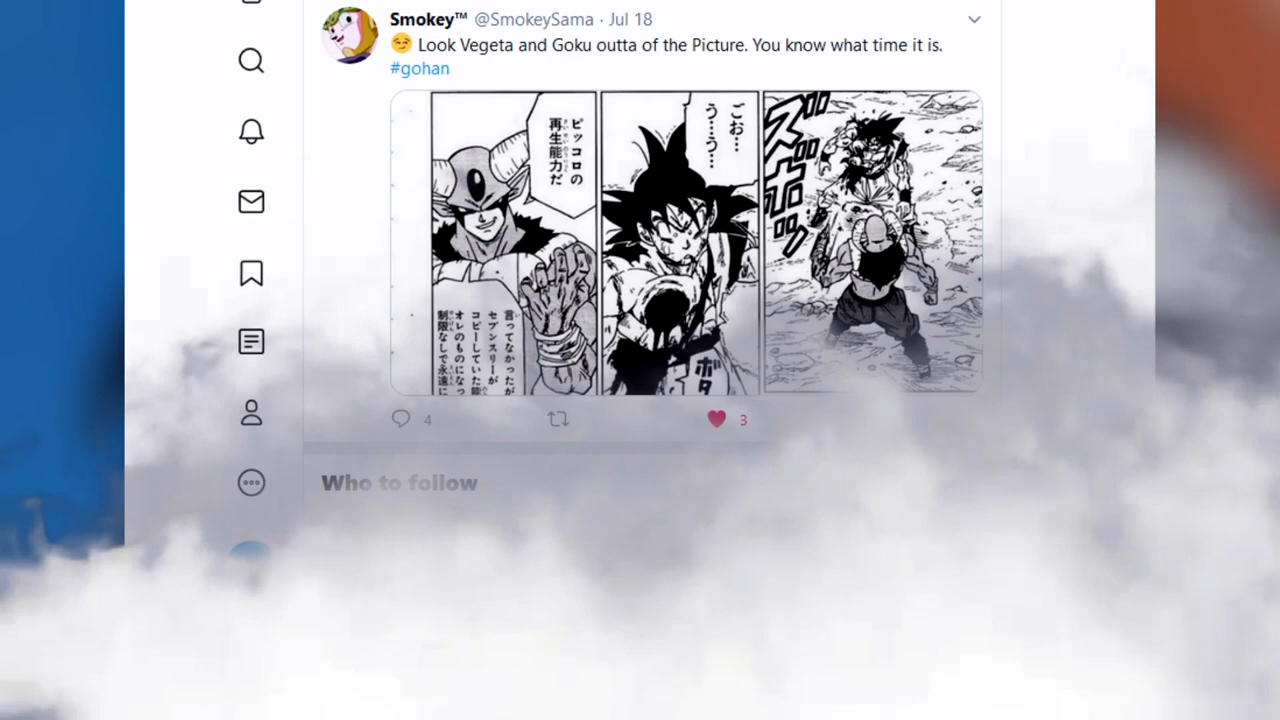 Smokey™ @SmokeySama · Jul 18
😏 Look Vegeta and Goku outta of the Picture. You know what time it is.
#gohan
ピッコロの
再生能力だ
言ってなかったが
セブンスリーが
コピーしていた能
オレのものになっ
制限なしで永遠に
ごお…
う…う…
ボタ
ズボッ
4
3
Who to follow